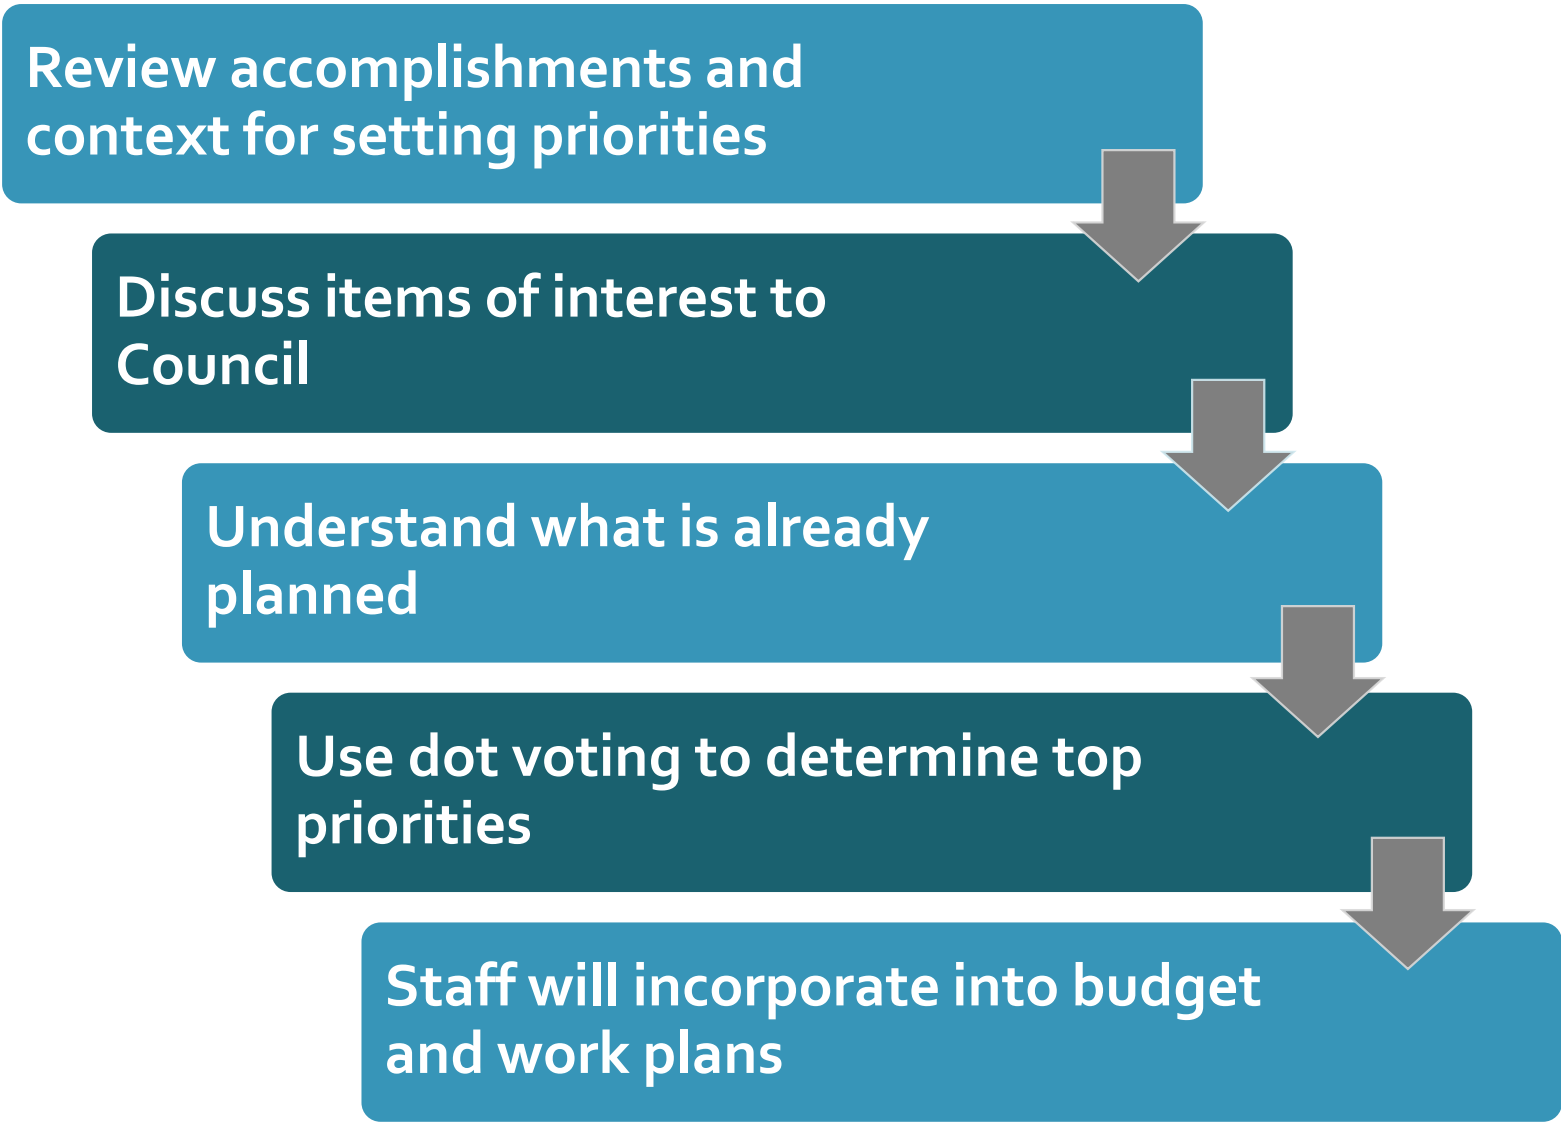 Review accomplishments and
context for setting priorities
Discuss items of interest to
Council
Understand what is already
planned
Use dot voting to determine top
priorities
Staff will incorporate into budget
and work plans